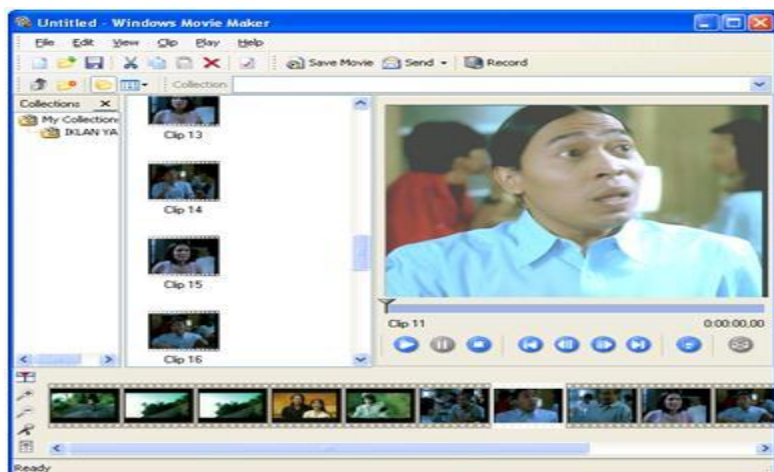 Untitled - Windows Movie Maker
File Edit View Clip Play Help
Save Movie Send Record
Collection
Collections
My Collection
IKLAN YA
Clip 13
Clip 14
Clip 15
Clip 16
Clip 11 0:00:00,00
Ready